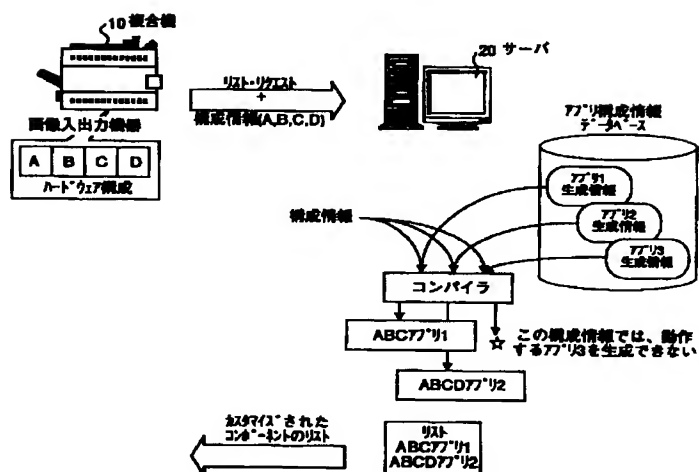 10 複合機
20 サーバ
リスト・リクエスト
+
構成情報(A,B,C,D)
画像入出力機器
A B C D
ハードウェア構成
アプリ構成情報
データベース
アプリ1
生成情報
アプリ2
生成情報
アプリ3
生成情報
構成情報
コンパイラ
ABCアプリ1
☆ この構成情報では、動作
するアプリ3を生成できない
ABCDアプリ2
カスタマイズされた
コンポーネントのリスト
リスト
ABCアプリ1
ABCDアプリ2